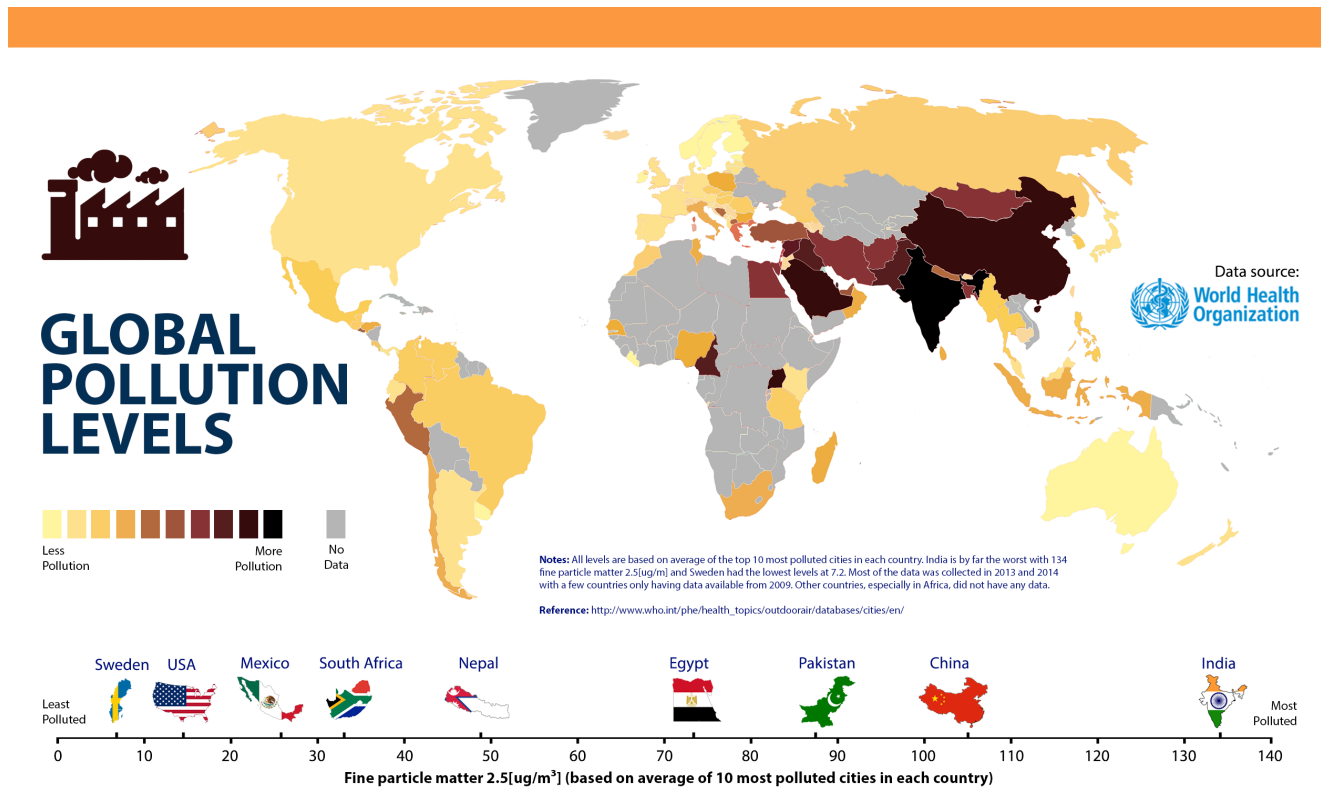 Data source:
World Health
Organization
GLOBAL
POLLUTION
LEVELS
Less
Pollution
More
Pollution
No
Data
Notes: All levels are based on average of the top 10 most polluted cities in each country. India is by far the worst with 134
fine particle matter 2.5[ug/m] and Sweden had the lowest levels at 7.2. Most of the data was collected in 2013 and 2014
with a few countries only having data available from 2009. Other countries, especially in Africa, did not have any data.
Reference: http://www.who.int/phe/health_topics/outdoorair/databases/cities/en/
Sweden USA Mexico South Africa Nepal Egypt Pakistan China India
Least
Polluted
Most
Polluted
0 10 20 30 40 50 60 70 80 90 100 110 120 130 140
Fine particle matter 2.5[ug/m³] (based on average of 10 most polluted cities in each country)